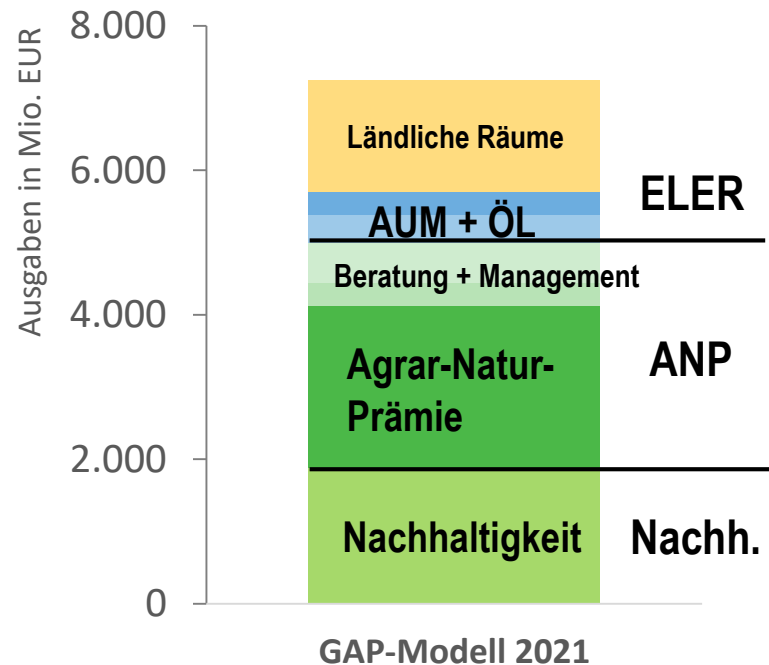 Ausgaben in Mio. EUR
8.000
6.000
4.000
2.000
0
Ländliche Räume
AUM + ÖL
Beratung + Management
Agrar-Natur-
Prämie
Nachhaltigkeit
ELER
ANP
Nachh.
GAP-Modell 2021